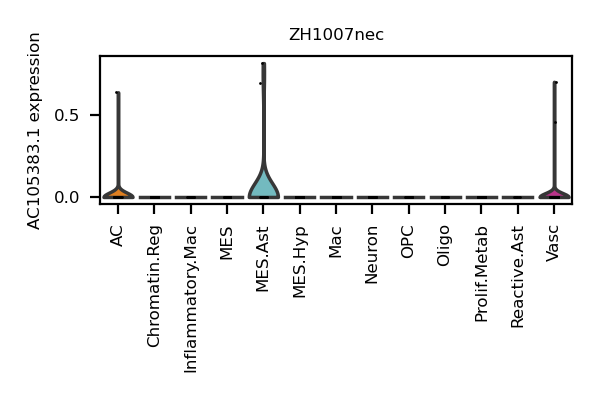 ZH1007nec
AC105383.1 expression
0.5
0.0
AC
Chromatin.Reg
Inflammatory.Mac
MES
MES.Ast
MES.Hyp
Mac
Neuron
OPC
Oligo
Prolif.Metab
Reactive.Ast
Vasc